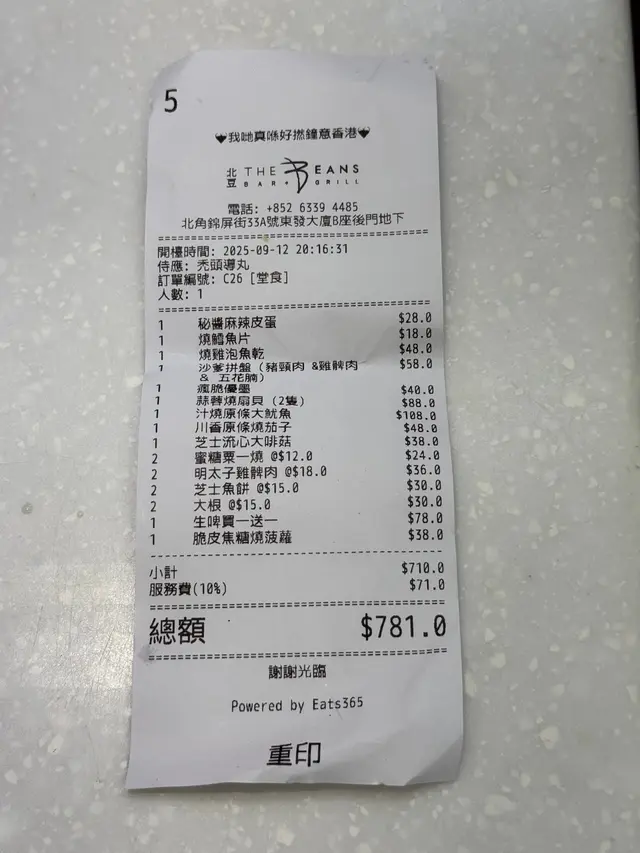 5
我哋真喺好撚鐘意香港
北豆 THE BEANS
BAR + GRILL
電話: +852 6339 4485
北角錦屏街33A號東發大廈B座後門地下
開檯時間: 2025-09-12 20:16:31
侍應: 禿頭導丸
訂單編號: C26 [堂食]
人數: 1
1 秘醬麻辣皮蛋 $28.0
1 燒鱈魚片 $18.0
1 燒雞泡魚乾 $48.0
1 沙爹拼盤 (豬頸肉 &雞髀肉 $58.0
& 五花腩)
1 瘋脆優墨 $40.0
1 蒜蓉燒扇貝 (2隻) $88.0
1 汁燒原條大魷魚 $108.0
1 川香原條燒茄子 $48.0
1 芝士流心大啡菇 $38.0
2 蜜糖粟一燒 @$12.0 $24.0
2 明太子雞髀肉 @$18.0 $36.0
2 芝士魚餅 @$15.0 $30.0
2 大根 @$15.0 $30.0
1 生啤買一送一 $78.0
1 脆皮焦糖燒菠蘿 $38.0
小計 $710.0
服務費(10%) $71.0
總額 $781.0
謝謝光臨
Powered by Eats365
重印